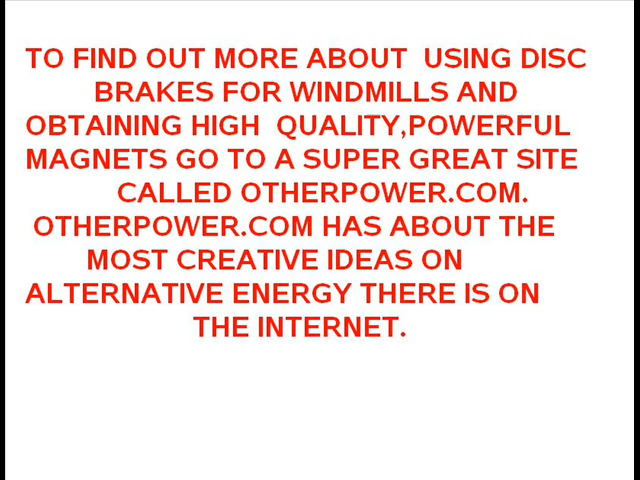 TO FIND OUT MORE ABOUT  USING DISC
BRAKES FOR WINDMILLS AND
OBTAINING HIGH  QUALITY,POWERFUL
MAGNETS GO TO A SUPER GREAT SITE
CALLED OTHERPOWER.COM.
OTHERPOWER.COM HAS ABOUT THE
MOST CREATIVE IDEAS ON
ALTERNATIVE ENERGY THERE IS ON
THE INTERNET.